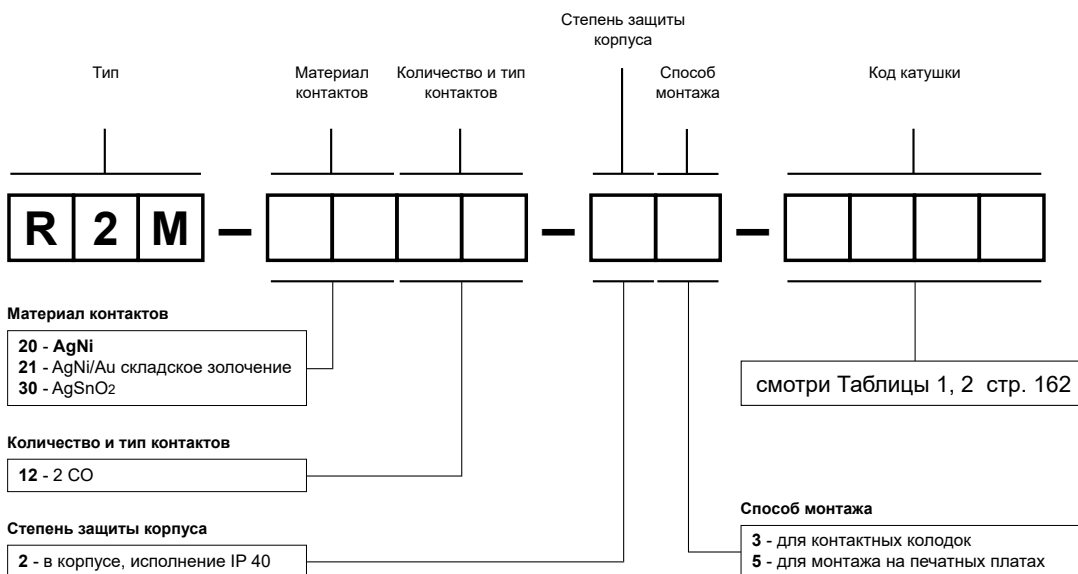 Степень защиты
корпуса
Тип
Материал
контактов
Количество и тип
контактов
Способ
монтажа
Код катушки
R 2 M – – –
Материал контактов
20 - AgNi
21 - AgNi/Au складское золочение
30 - AgSnO2
смотри Таблицы 1, 2 стр. 162
Количество и тип контактов
12 - 2 CO
Степень защиты корпуса
2 - в корпусе, исполнение IP 40
Способ монтажа
3 - для контактных колодок
5 - для монтажа на печатных платах